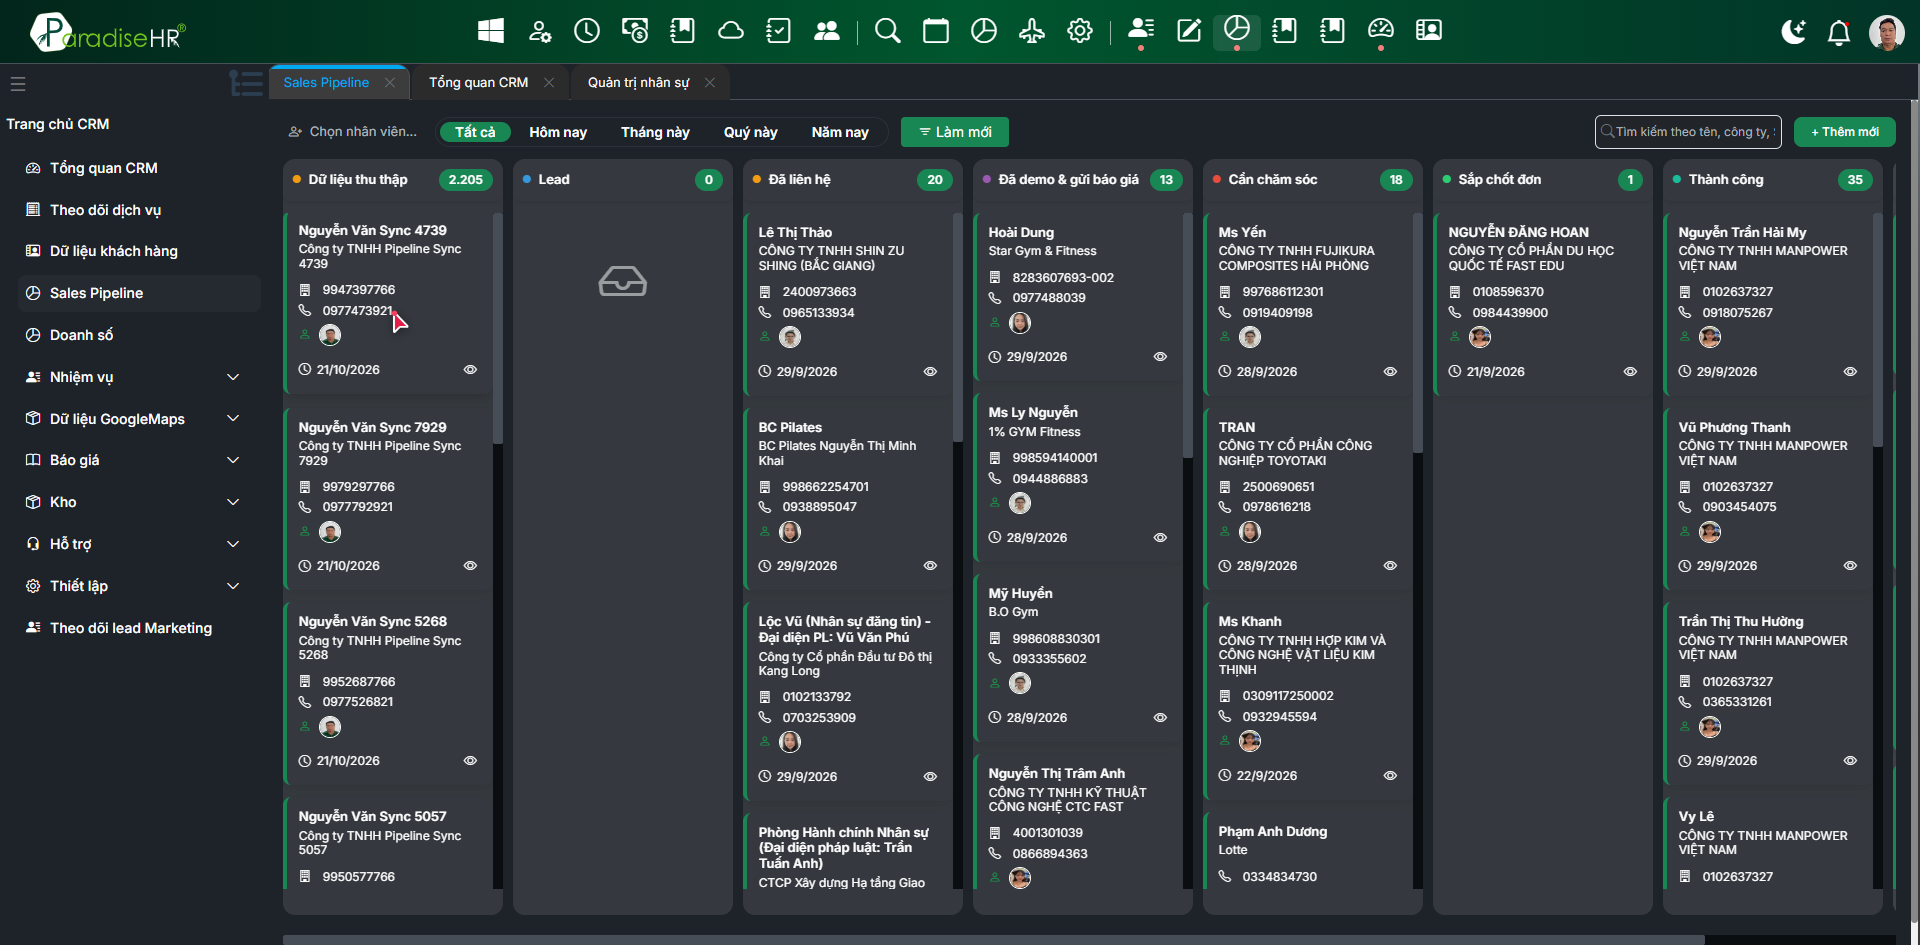 ParadiseHR®
Sales Pipeline
Tổng quan CRM
Quản trị nhân sự
Trang chủ CRM
Tổng quan CRM
Theo dõi dịch vụ
Dữ liệu khách hàng
Sales Pipeline
Doanh số
Nhiệm vụ
Dữ liệu GoogleMaps
Báo giá
Kho
Hỗ trợ
Thiết lập
Theo dõi lead Marketing
Chọn nhân viên...
Tất cả
Hôm nay
Tháng này
Quý này
Năm nay
Làm mới
Tìm kiếm theo tên, công ty,
+ Thêm mới
Dữ liệu thu thập
2.205
Nguyễn Văn Sync 4739
Công ty TNHH Pipeline Sync
4739
9947397766
0977473921
21/10/2026
Nguyễn Văn Sync 7929
Công ty TNHH Pipeline Sync
7929
9979297766
0977792921
21/10/2026
Nguyễn Văn Sync 5268
Công ty TNHH Pipeline Sync
5268
9952687766
0977526821
21/10/2026
Nguyễn Văn Sync 5057
Công ty TNHH Pipeline Sync
5057
9950577766
Lead
0
Đã liên hệ
20
Lê Thị Thảo
CÔNG TY TNHH SHIN ZU
SHING (BẮC GIANG)
2400973663
0965133934
29/9/2026
BC Pilates
BC Pilates Nguyễn Thị Minh
Khai
998662254701
0938895047
29/9/2026
Lộc Vũ (Nhân sự đăng tin) -
Đại diện PL: Vũ Văn Phú
Công ty Cổ phần Đầu tư Đô thị
Kang Long
0102133792
0703253909
29/9/2026
Phòng Hành chính Nhân sự
(Đại diện pháp luật: Trần
Tuấn Anh)
CTCP Xây dựng Hạ tầng Giao
Đã demo & gửi báo giá
13
Hoài Dung
Star Gym & Fitness
8283607693-002
0977488039
29/9/2026
Ms Ly Nguyễn
1% GYM Fitness
998594140001
0944886883
28/9/2026
Mỹ Huyền
B.O Gym
998608830301
0933355602
28/9/2026
Nguyễn Thị Trâm Anh
CÔNG TY TNHH KỸ THUẬT
CÔNG NGHỆ CTC FAST
4001301039
0866894363
Cần chăm sóc
18
Ms Yến
CÔNG TY TNHH FUJIKURA
COMPOSITES HẢI PHÒNG
997686112301
0919409198
28/9/2026
TRAN
CÔNG TY CỔ PHẦN CÔNG
NGHIỆP TOYOTAKI
2500690651
0978616218
28/9/2026
Ms Khanh
CÔNG TY TNHH HỢP KIM VÀ
CÔNG NGHỆ VẬT LIỆU KIM
THỊNH
0309117250002
0932945594
22/9/2026
Phạm Anh Dương
Lotte
0334834730
Sắp chốt đơn
1
NGUYỄN ĐĂNG HOAN
CÔNG TY CỔ PHẦN DU HỌC
QUỐC TẾ FAST EDU
0108596370
0984439900
21/9/2026
Thành công
35
Nguyễn Trần Hải My
CÔNG TY TNHH MANPOWER
VIỆT NAM
0102637327
0918075267
29/9/2026
Vũ Phương Thanh
CÔNG TY TNHH MANPOWER
VIỆT NAM
0102637327
0903454075
29/9/2026
Trần Thị Thu Hường
CÔNG TY TNHH MANPOWER
VIỆT NAM
0102637327
0365331261
29/9/2026
Vy Lê
CÔNG TY TNHH MANPOWER
VIỆT NAM
0102637327